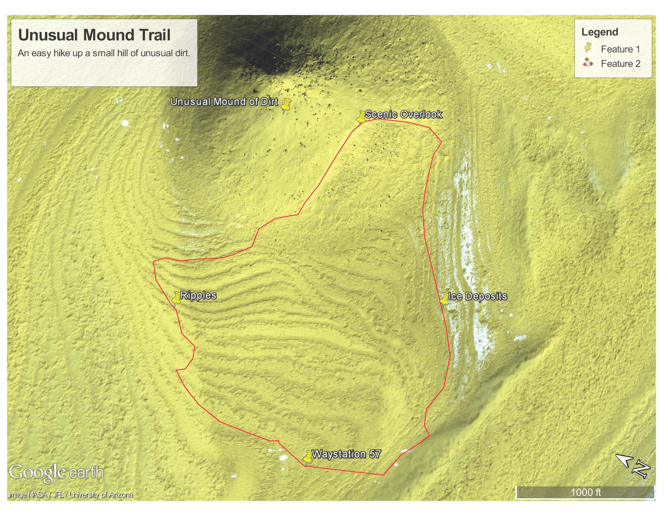 Unusual Mound Trail
An easy hike up a small hill of unusual dirt.
Legend
Feature 1
Feature 2
Unusual Mound of Dirt
Scenic Overlook
Ripples
Ice Deposits
Waystation 57
Google earth
Image NASA / JPL / University of Arizona
N
1000 ft